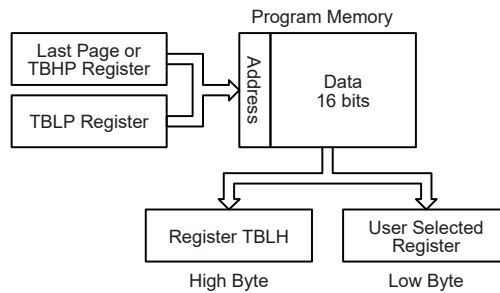 Program Memory
Last Page or
TBHP Register
TBLP Register
Address
Data
16 bits
Register TBLH
User Selected
Register
High Byte
Low Byte